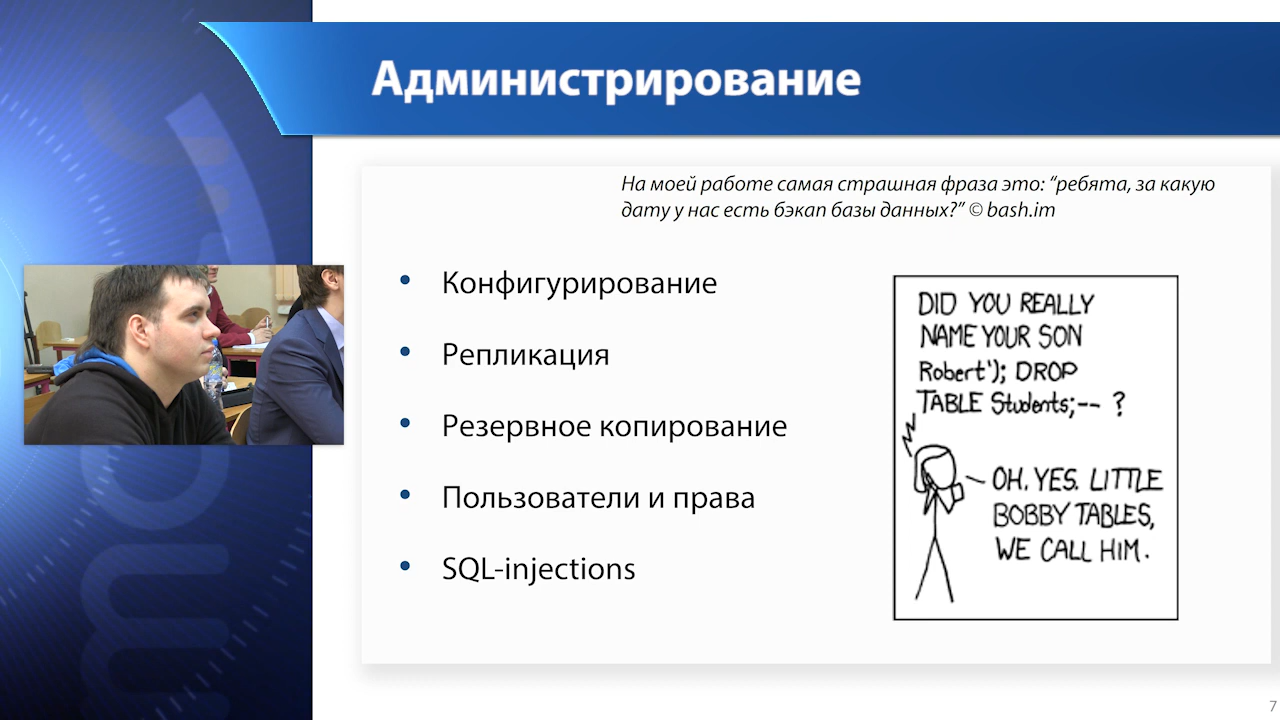 Администрирование
На моей работе самая страшная фраза это: “ребята, за какую
дату у нас есть бэкап базы данных?” © bash.im
• Конфигурирование
• Репликация
• Резервное копирование
• Пользователи и права
• SQL-injections
DID YOU REALLY
NAME YOUR SON
Robert'); DROP
TABLE Students;-- ?
OH. YES. LITTLE
BOBBY TABLES,
WE CALL HIM.
7